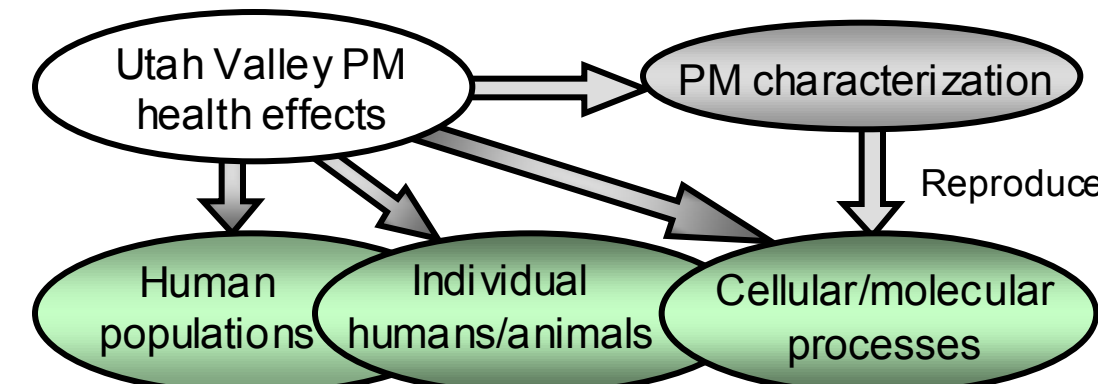 Utah Valley PM
health effects
PM characterization
Reproduce
Human
populations
Individual
humans/animals
Cellular/molecular
processes